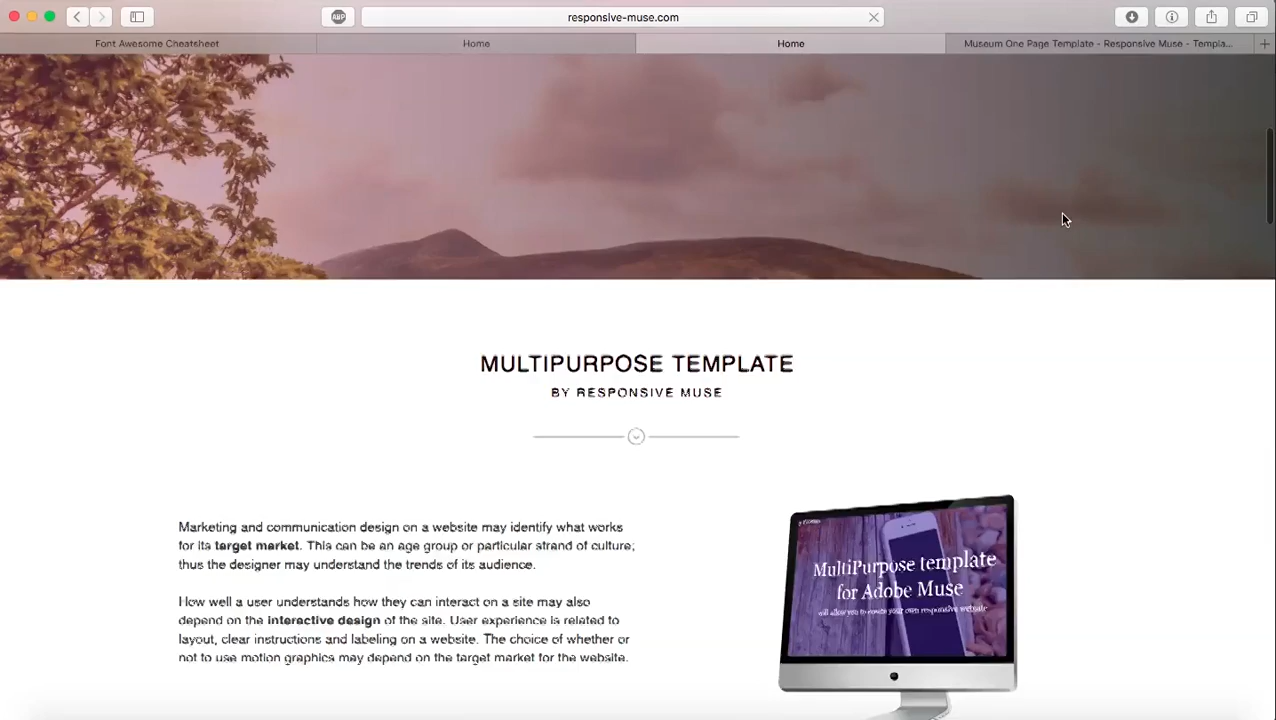 ABP
responsive-muse.com
Font Awesome Cheatsheet
Home
Home
Museum One Page Template - Responsive Muse - Templa...
MULTIPURPOSE TEMPLATE
BY RESPONSIVE MUSE
Marketing and communication design on a website may identify what works
for its target market. This can be an age group or particular strand of culture;
thus the designer may understand the trends of its audience.
How well a user understands how they can interact on a site may also
depend on the interactive design of the site. User experience is related to
layout, clear instructions and labeling on a website. The choice of whether or
not to use motion graphics may depend on the target market for the website.
MultiPurpose template
for Adobe Muse
will allow you to create your own responsive website